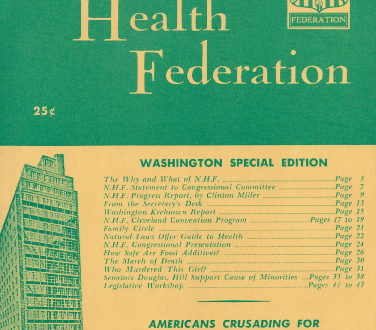 Health
FEDERATION
Federation
25¢
WASHINGTON SPECIAL EDITION
The Why and What of N.H.F. Page 3
N.H.F. Statement to Congressional Committee Page 7
N.H.F. Progress Report, by Clinton Miller Page 9
From the Secretary's Desk Page 13
Washington Krebiozen Report Page 15
N.H.F. Cleveland Convention Program Pages 17 to 19
Family Circle Page 21
Natural Laws Offer Guide to Health Page 22
N.H.F. Congressional Presentation Page 24
How Safe Are Food Additives? Page 26
The March of Death Page 30
Who Murdered This Girl? Page 31
Senators Douglas, Hill Support Cause of Minorities Pages 33 to 38
Legislative Workshop Pages 41 to 43
AMERICANS CRUSADING FOR